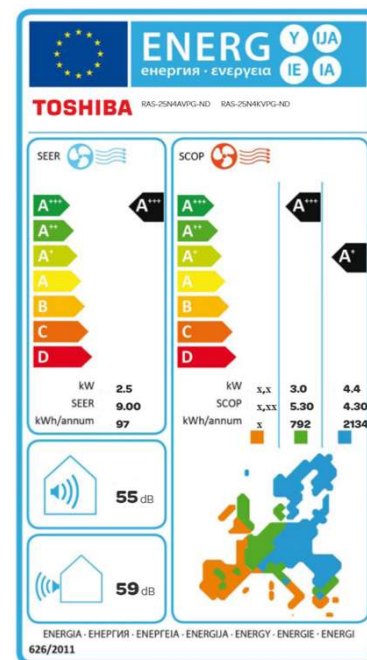 ENERG Y IJA
енергия · ενεργεια IE IA
TOSHIBA RAS-25N4AVPG-ND RAS-25N4KVPG-ND
SEER
A+++ A+++
A++
A+
A
B
C
D
kW 2.5
SEER 9.00
kWh/annum 97
SCOP
A+++ A+++
A++
A+ A+
A
B
C
D
kW x,x 3.0 4.4
SCOP x,xx 5.30 4.30
kWh/annum x 792 2134
55 dB
59 dB
ENERGIA · ЕНЕРГИЯ · ΕΝΕΡΓΕΙΑ · ENERGIJA · ENERGY · ENERGIE · ENERGI
626/2011